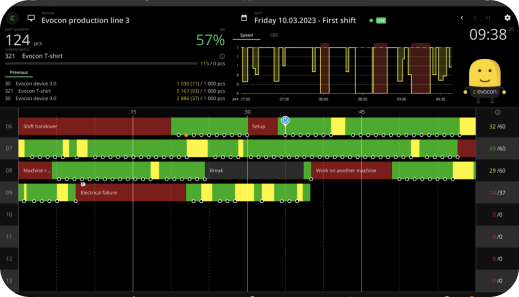 Evocon production line 3
Friday 10.03.2023 - First shift
LIVE
124 pcs
57%
321 Evocon T-shirt
115 / 0 pcs
Previous
30 Evocon device 3.0 1 030 (11) / 1 000 pcs
321 Evocon T-shirt 5 167 (93) / 1 000 pcs
30 Evocon device 3.0 2 886 (37) / 1 000 pcs
Speed OEE
09:38
evocon
:15 :30 :45
06 Shift handover Setup 32 /60
07 49 /60
08 Machine r... Break Work on another machine 29 /60
09 Electrical failure 14 /37
10 0 /0
11 0 /0
12 0 /0
13 0 /0